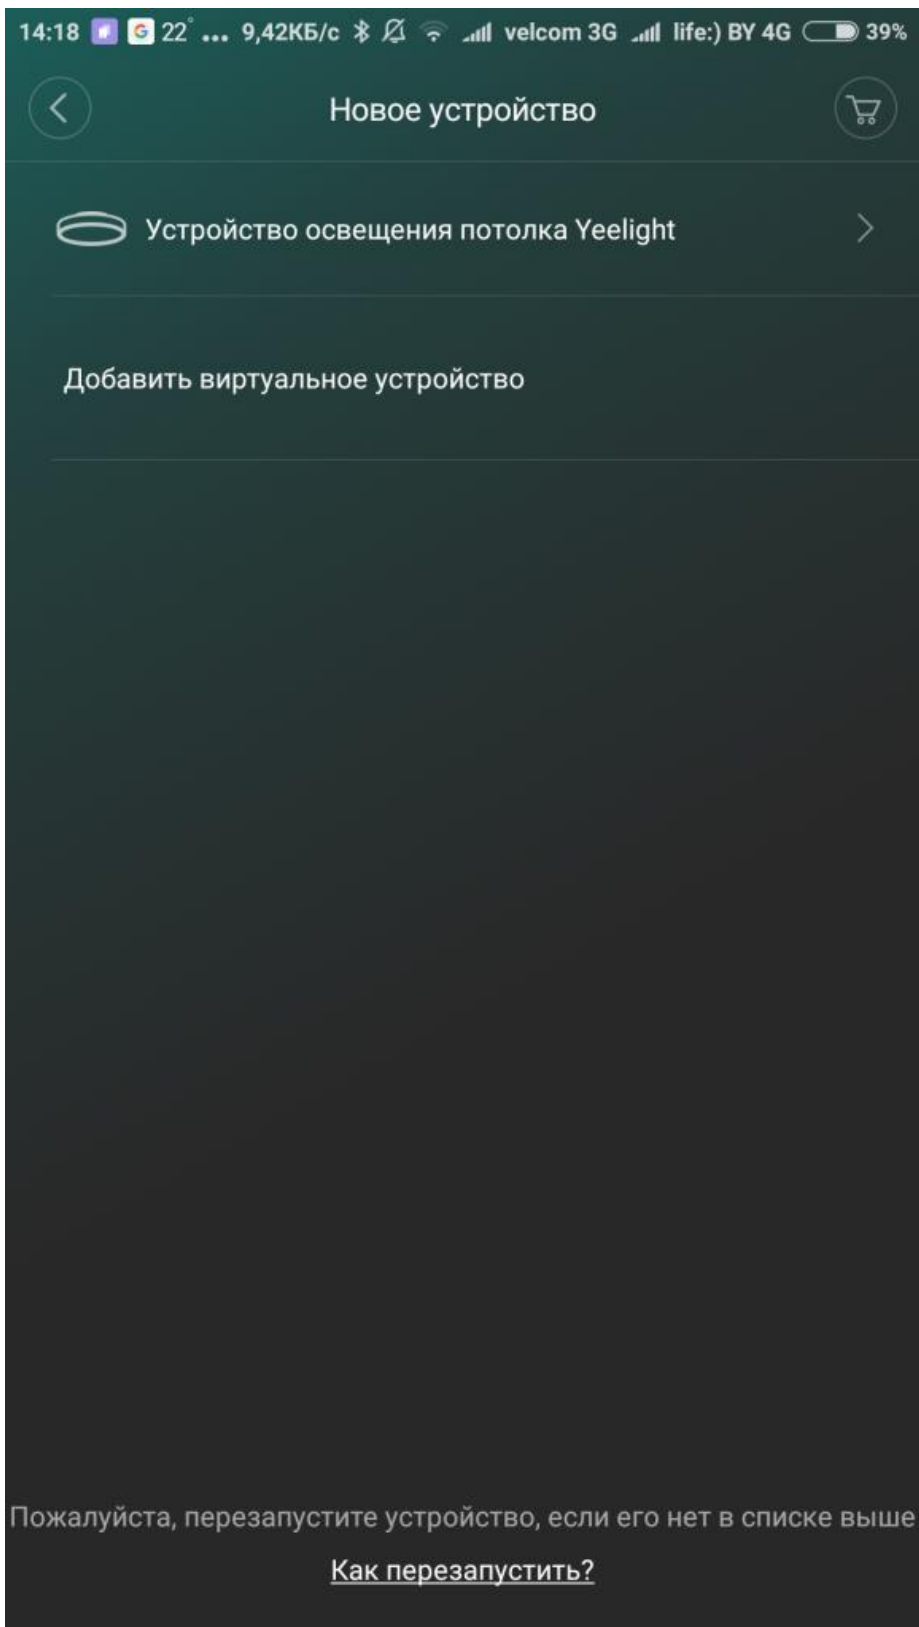 14:18 G 22° ... 9,42КБ/с velcom 3G life:) BY 4G 39%
Новое устройство
Устройство освещения потолка Yeelight
Добавить виртуальное устройство
Пожалуйста, перезапустите устройство, если его нет в списке выше
Как перезапустить?